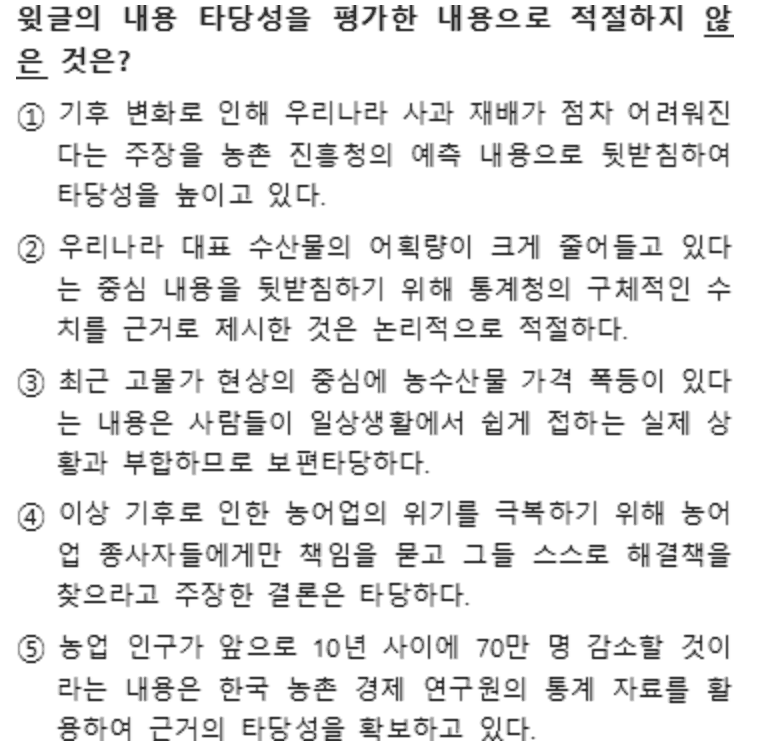 윗글의 내용 타당성을 평가한 내용으로 적절하지 않
은 것은?
① 기후 변화로 인해 우리나라 사과 재배가 점차 어려워진
다는 주장을 농촌 진흥청의 예측 내용으로 뒷받침하여
타당성을 높이고 있다.
② 우리나라 대표 수산물의 어획량이 크게 줄어들고 있다
는 중심 내용을 뒷받침하기 위해 통계청의 구체적인 수
치를 근거로 제시한 것은 논리적으로 적절하다.
③ 최근 고물가 현상의 중심에 농수산물 가격 폭등이 있다
는 내용은 사람들이 일상생활에서 쉽게 접하는 실제 상
황과 부합하므로 보편타당하다.
④ 이상 기후로 인한 농어업의 위기를 극복하기 위해 농어
업 종사자들에게만 책임을 묻고 그들 스스로 해결책을
찾으라고 주장한 결론은 타당하다.
⑤ 농업 인구가 앞으로 10년 사이에 70만 명 감소할 것이
라는 내용은 한국 농촌 경제 연구원의 통계 자료를 활
용하여 근거의 타당성을 확보하고 있다.